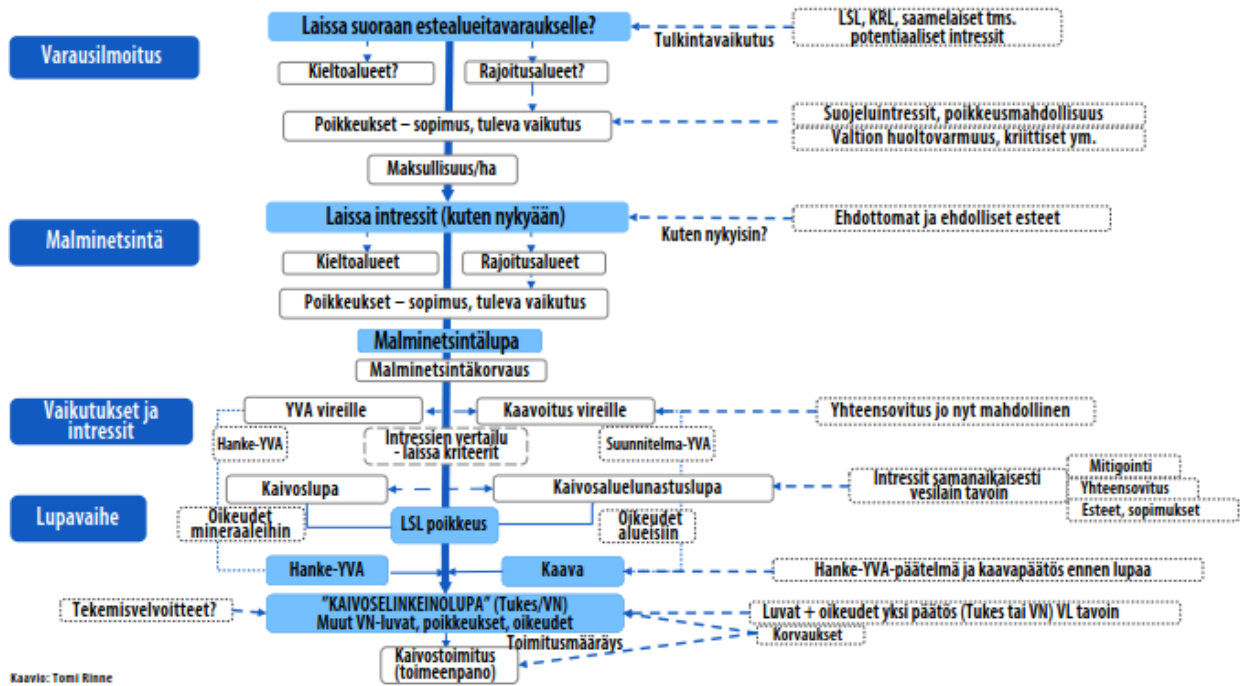 Laissa suoraan estealueitavaraukselle?
LSL, KRL, saamelaiset tms.
potentiaaliset intressit
Tulkintavaikutus
Varausilmoitus
Kieltoalueet?
Rajoitusalueet?
Poikkeukset – sopimus, tuleva vaikutus
Suojeluintressit, poikkeusmahdollisuus
Valtion huoltovarmuus, kriittiset ym.
Maksullisuus/ha
Laissa intressit (kuten nykyään)
Ehdottomat ja ehdolliset esteet
Kuten nykyisin?
Malminetsintä
Kieltoalueet
Rajoitusalueet
Poikkeukset – sopimus, tuleva vaikutus
Malminetsintälupa
Malminetsintäkorvaus
Vaikutukset ja
intressit
YVA vireille
Kaavoitus vireille
Yhteensovitus jo nyt mahdollinen
Hanke-YVA
Intressien vertailu
- laissa kriteerit
Suunnitelma-YVA
Kaivoslupa
Kaivosaluelunastuslupa
Intressit samanaikaisesti
vesilain tavoin
Mitigointi
Yhteensovitus
Esteet, sopimukset
Lupavaihe
Oikeudet
mineraaleihin
LSL poikkeus
Oikeudet
alueisiin
Hanke-YVA
Kaava
Hanke-YVA-päätelmä ja kaavapäätös ennen lupaa
Tekemisvelvoitteet?
"KAIVOSELINKEINOLUPA" (Tukes/VN)
Muut VN-luvat, poikkeukset, oikeudet
Luvat + oikeudet yksi päätös (Tukes tai VN) VL tavoin
Korvaukset
Toimitusmääräys
Kaivostoimitus
(toimeenpano)
Kaavio: Tomi Rinne